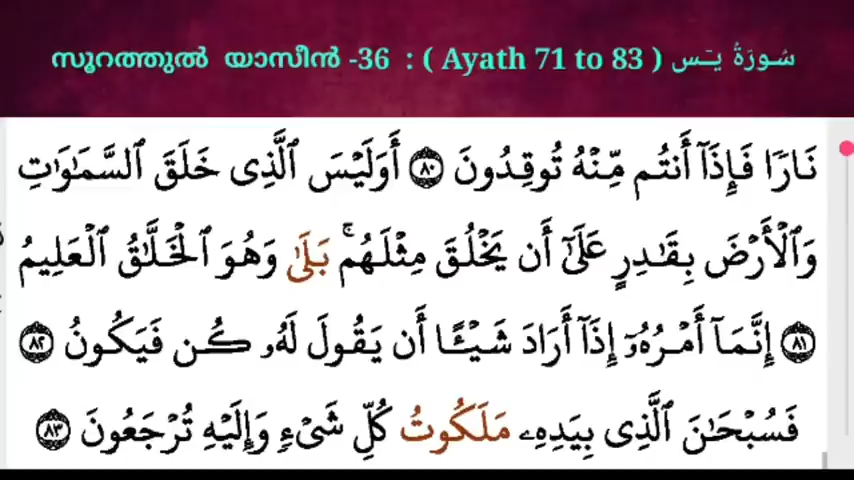 സൂറത്തുൽ യാസീൻ -36 : ( Ayath 71 to 83 ) سُورَةُ يـٓس
نَارًا فَإِذَآ أَنتُم مِّنْهُ تُوقِدُونَ ٨٠ أَوَلَيْسَ ٱلَّذِى خَلَقَ ٱلسَّمَـٰوَٰتِ
وَٱلْأَرْضَ بِقَـٰدِرٍ عَلَىٰٓ أَن يَخْلُقَ مِثْلَهُم ۚ بَلَىٰ وَهُوَ ٱلْخَلَّـٰقُ ٱلْعَلِيمُ
٨١ إِنَّمَآ أَمْرُهُۥٓ إِذَآ أَرَادَ شَيْـًٔا أَن يَقُولَ لَهُۥ كُن فَيَكُونُ ٨٢
فَسُبْحَـٰنَ ٱلَّذِى بِيَدِهِۦ مَلَكُوتُ كُلِّ شَىْءٍ وَإِلَيْهِ تُرْجَعُونَ ٨٣